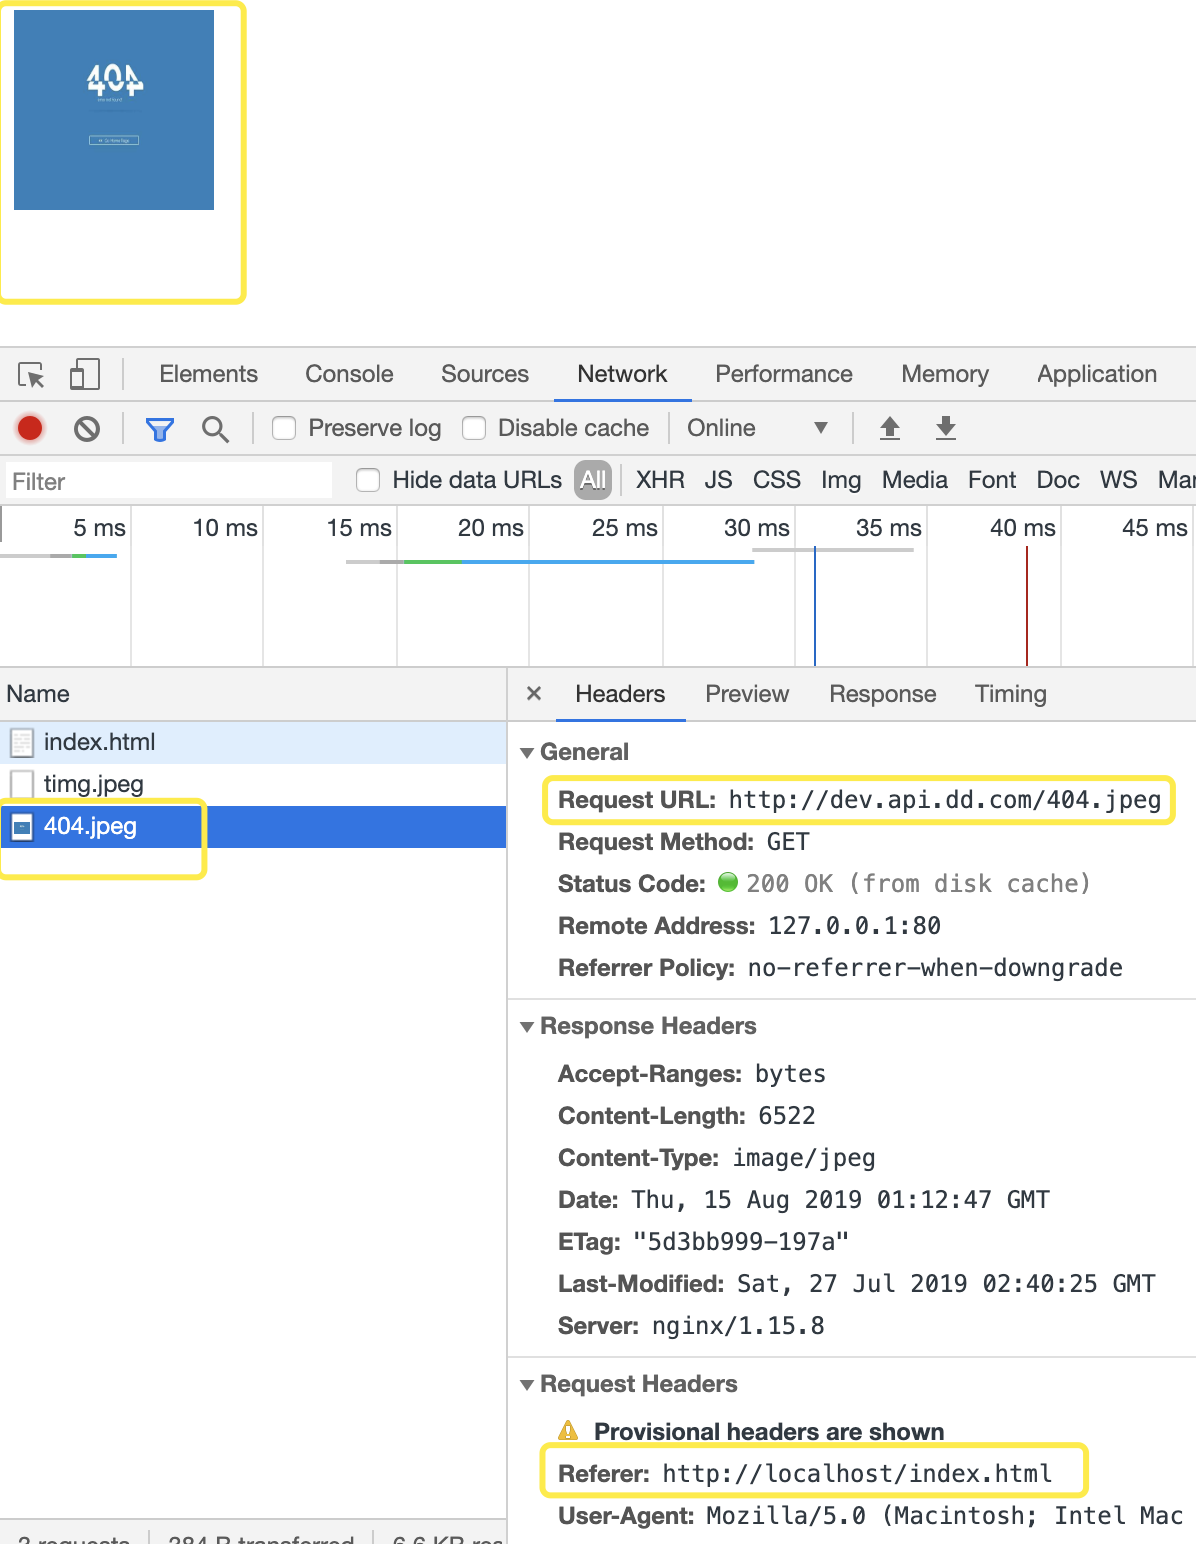 404
Elements Console Sources Network Performance Memory Application
Preserve log Disable cache Online
Filter Hide data URLs All XHR JS CSS Img Media Font Doc WS
5 ms 10 ms 15 ms 20 ms 25 ms 30 ms 35 ms 40 ms 45 ms
Name
index.html
timg.jpeg
404.jpeg
× Headers Preview Response Timing
General
Request URL: http://dev.api.dd.com/404.jpeg
Request Method: GET
Status Code: 200 OK (from disk cache)
Remote Address: 127.0.0.1:80
Referrer Policy: no-referrer-when-downgrade
Response Headers
Accept-Ranges: bytes
Content-Length: 6522
Content-Type: image/jpeg
Date: Thu, 15 Aug 2019 01:12:47 GMT
ETag: "5d3bb999-197a"
Last-Modified: Sat, 27 Jul 2019 02:40:25 GMT
Server: nginx/1.15.8
Request Headers
Provisional headers are shown
Referer: http://localhost/index.html
User-Agent: Mozilla/5.0 (Macintosh; Intel Mac
requests 384 B transferred 6.6 KB